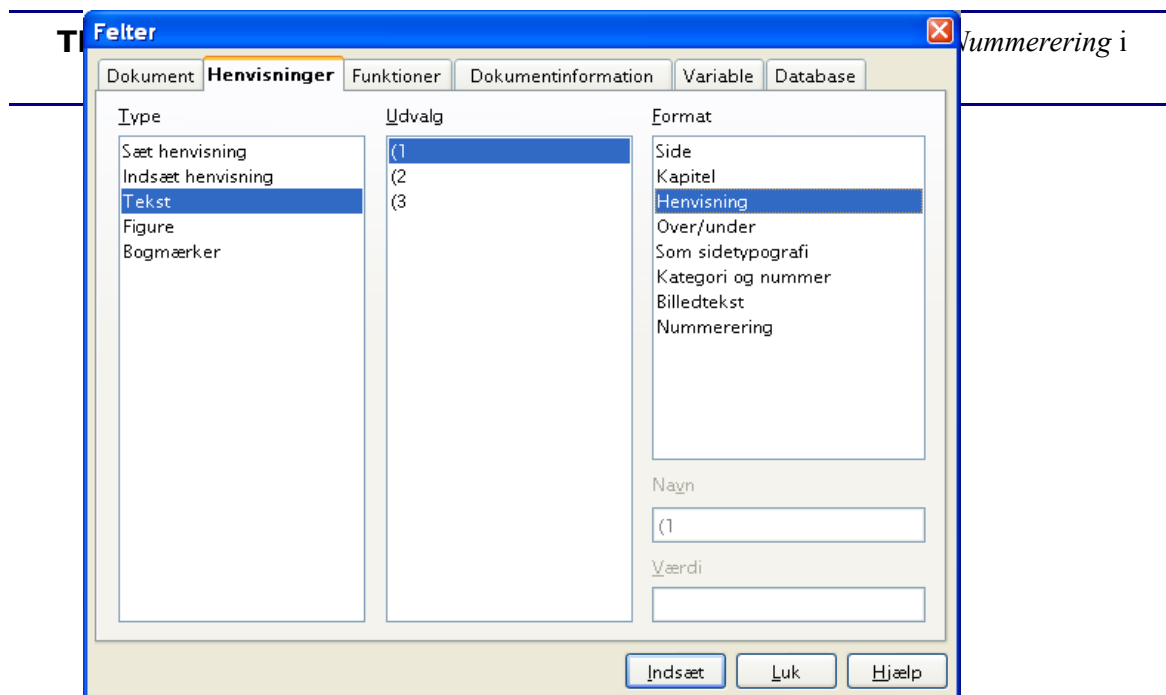 Felter
Nummerering i
Dokument Henvisninger Funktioner Dokumentinformation Variable Database
Type Udvalg Format
Sæt henvisning (1 Side
Indsæt henvisning (2 Kapitel
Tekst (3 Henvisning
Figure Over/under
Bogmærker Som sidetypografi
Kategori og nummer
Billedtekst
Nummerering
Navn
(1
Værdi
Indsæt Luk Hjælp